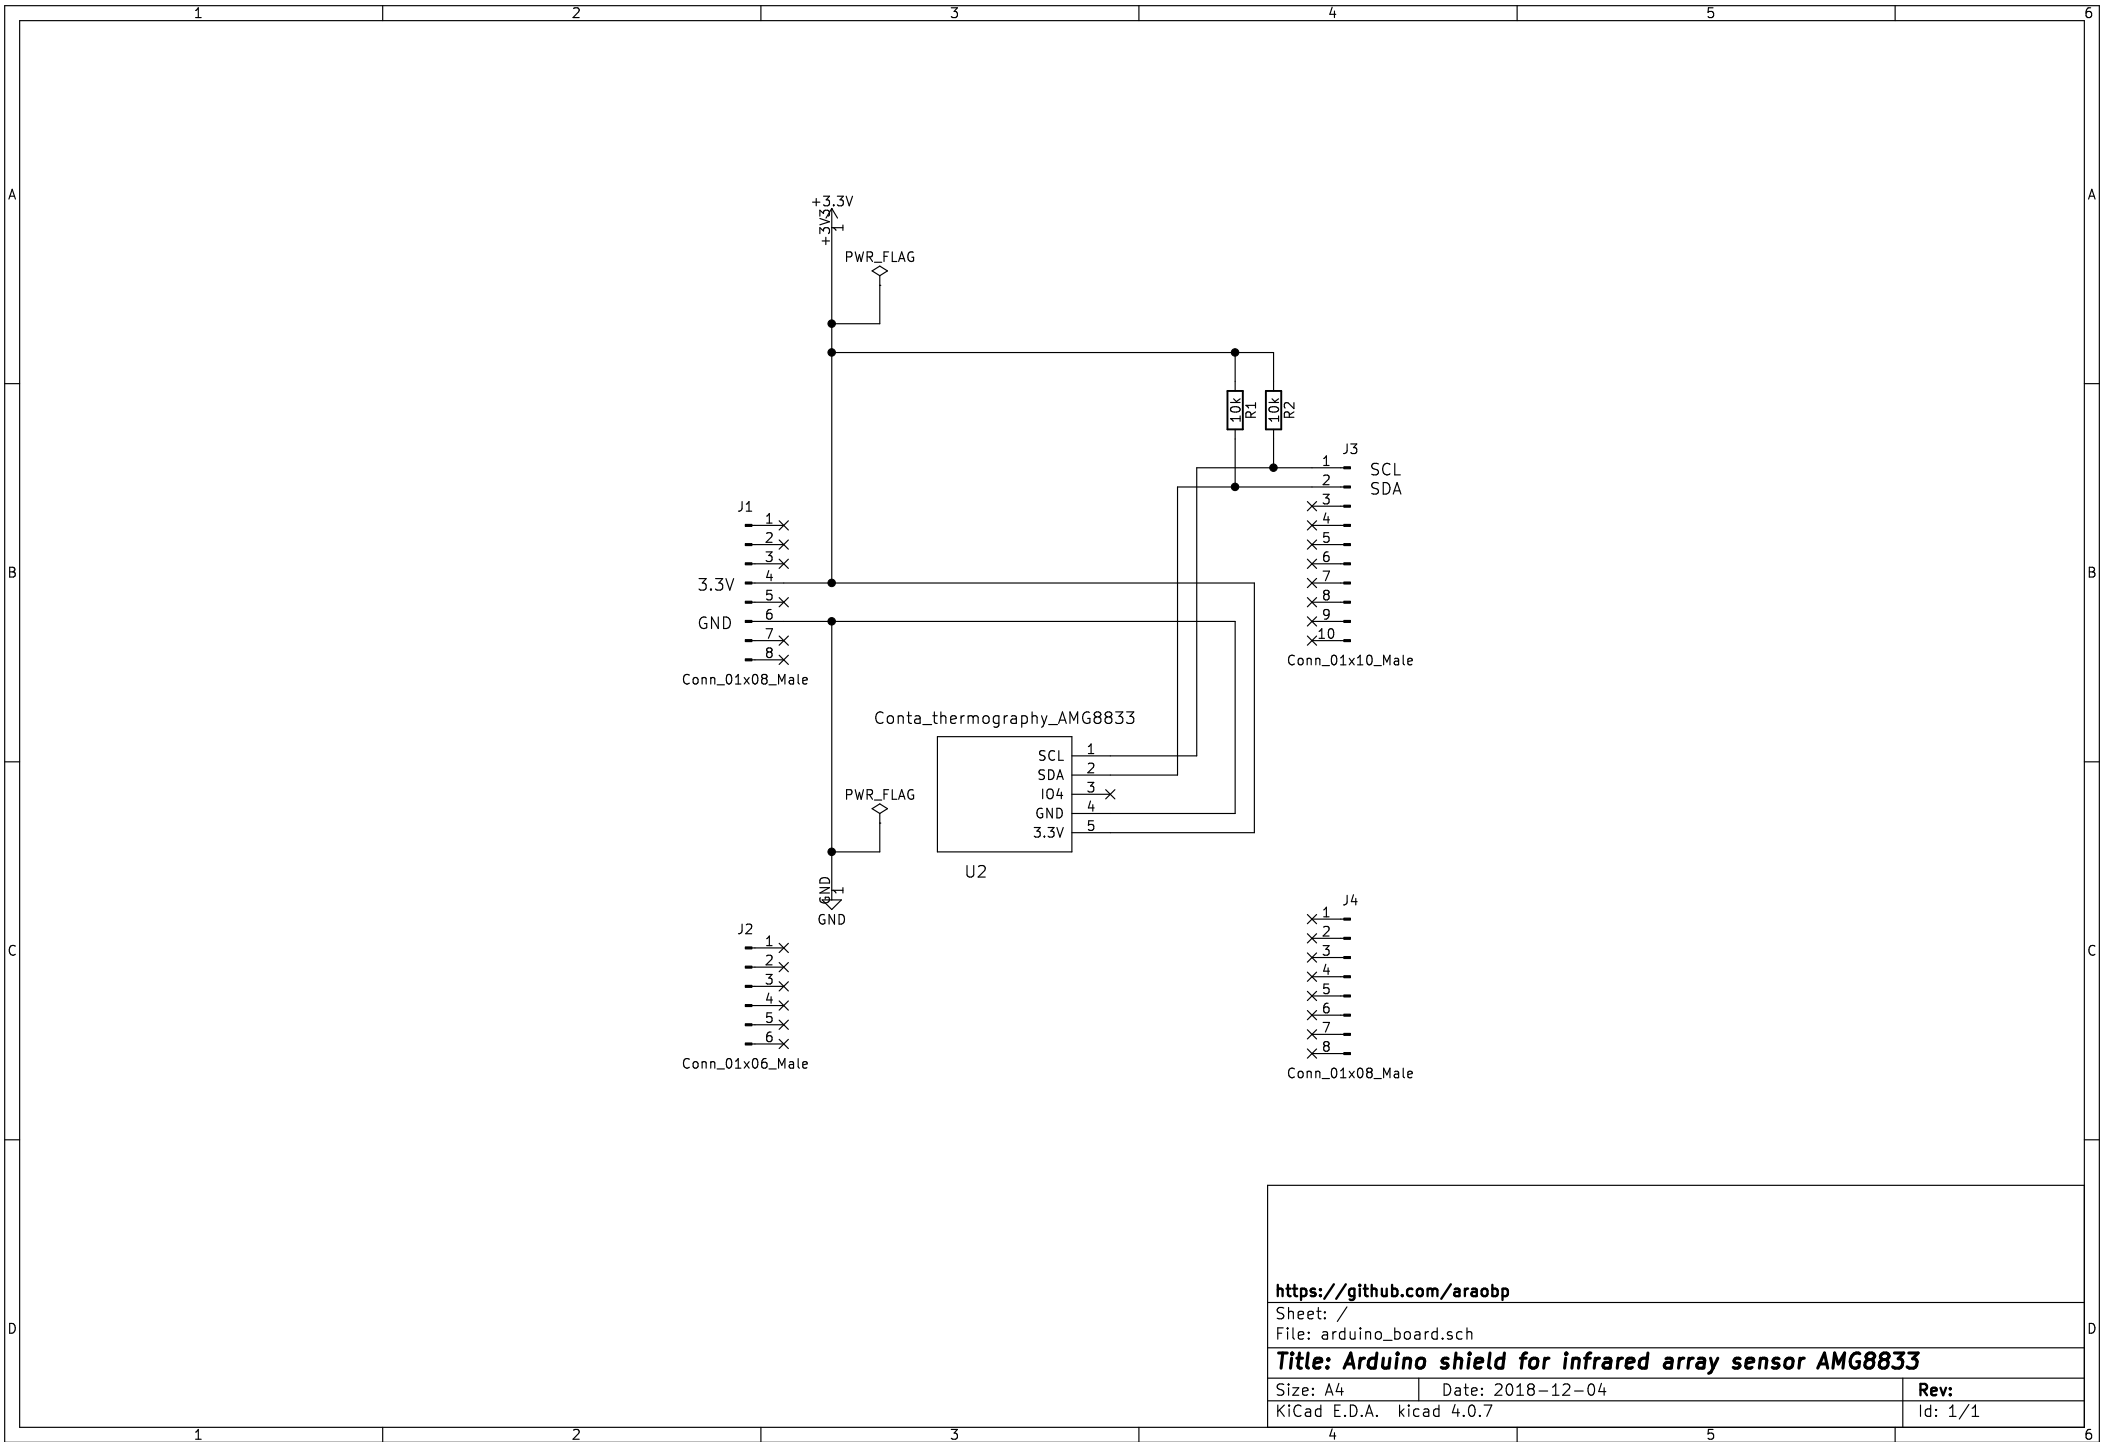 1 2 3 4 5 6
A A
+3.3V
+3V3
1
PWR_FLAG
10k R1 10k R2
J3
1 SCL
2 SDA
3
4
5
6
7
8
9
10
Conn_01x10_Male
J1
1
2
3
3.3V 4
5
GND 6
7
8
Conn_01x08_Male
B B
Conta_thermography_AMG8833
SCL 1
SDA 2
IO4 3
GND 4
3.3V 5
U2
PWR_FLAG
GND
1
GND
J2
1
2
3
4
5
6
Conn_01x06_Male
J4
1
2
3
4
5
6
7
8
Conn_01x08_Male
C C
https://github.com/araobp
Sheet: /
File: arduino_board.sch
Title: Arduino shield for infrared array sensor AMG8833
Size: A4 Date: 2018-12-04 Rev:
KiCad E.D.A. kicad 4.0.7 Id: 1/1
D D
1 2 3 4 5 6